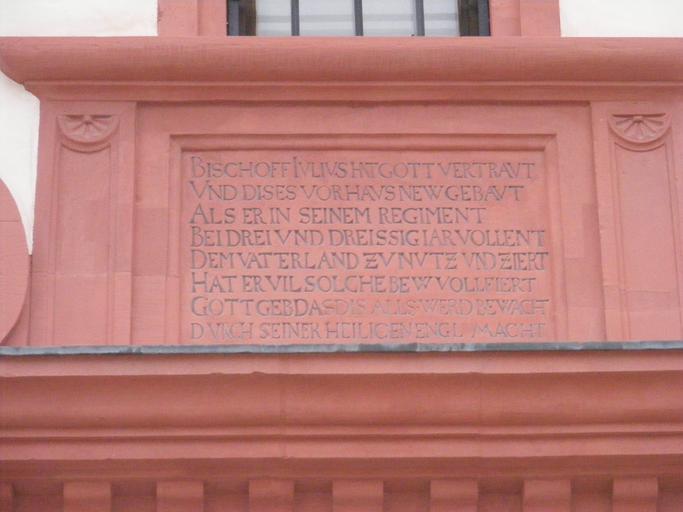 BISCHOFF IVLIVS HAT GOTT VERTRAVT
VND DISES VORHAVS NEW GEBAVT
ALS ER IN SEINEM REGIMENT
BEI DREI VND DREISSIG IAR VOLLENT
DEM VATTERLAND ZV NVTZ VND ZIERT
HAT ER VIL SOLCHE BEW VOLLFIERT
GOTT GEB DAS DIS ALLS WERD BEWACH
DVRCH SEINER HEILIGEN ENGL MACHT